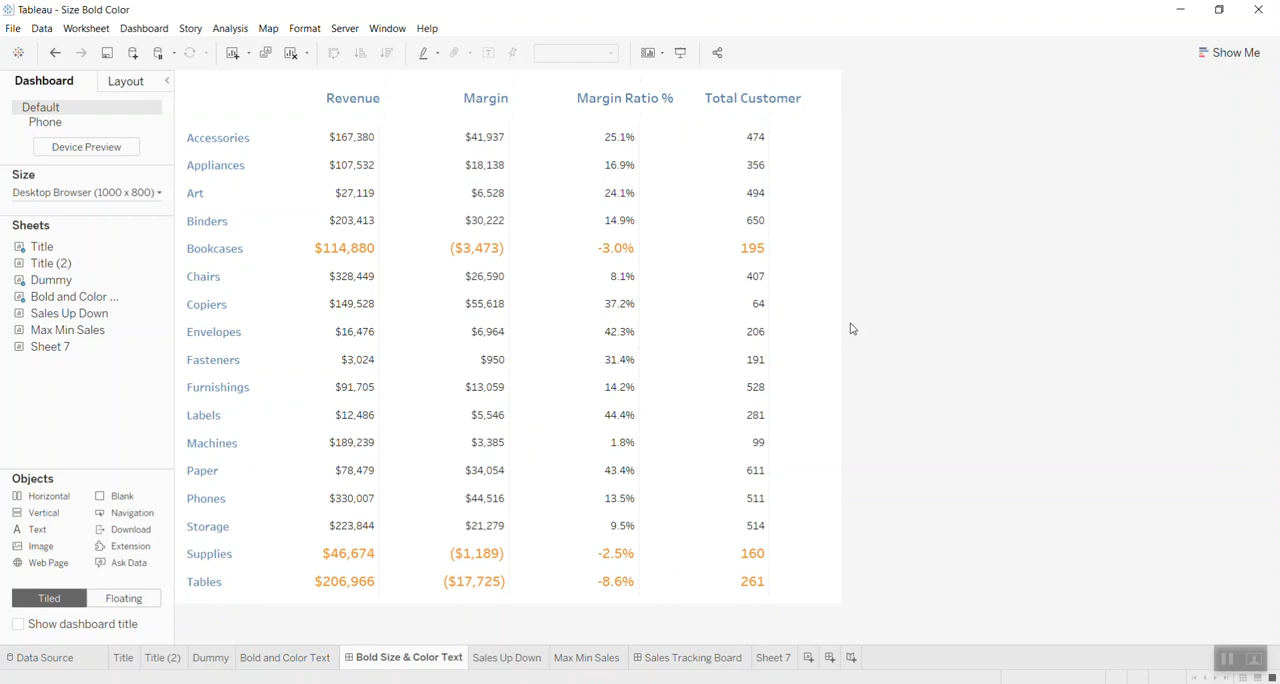 Tableau - Size Bold Color
File Data Worksheet Dashboard Story Analysis Map Format Server Window Help
Show Me
Dashboard Layout
Default
Phone
Device Preview
Size
Desktop Browser (1000 x 800)
Sheets
Title
Title (2)
Dummy
Bold and Color ...
Sales Up Down
Max Min Sales
Sheet 7
Objects
Horizontal Blank
Vertical Navigation
Text Download
Image Extension
Web Page Ask Data
Tiled Floating
Show dashboard title
Revenue Margin Margin Ratio % Total Customer
Accessories $167,380 $41,937 25.1% 474
Appliances $107,532 $18,138 16.9% 356
Art $27,119 $6,528 24.1% 494
Binders $203,413 $30,222 14.9% 650
Bookcases $114,880 ($3,473) -3.0% 195
Chairs $328,449 $26,590 8.1% 407
Copiers $149,528 $55,618 37.2% 64
Envelopes $16,476 $6,964 42.3% 206
Fasteners $3,024 $950 31.4% 191
Furnishings $91,705 $13,059 14.2% 528
Labels $12,486 $5,546 44.4% 281
Machines $189,239 $3,385 1.8% 99
Paper $78,479 $34,054 43.4% 611
Phones $330,007 $44,516 13.5% 511
Storage $223,844 $21,279 9.5% 514
Supplies $46,674 ($1,189) -2.5% 160
Tables $206,966 ($17,725) -8.6% 261
Data Source Title Title (2) Dummy Bold and Color Text Bold Size & Color Text Sales Up Down Max Min Sales Sales Tracking Board Sheet 7